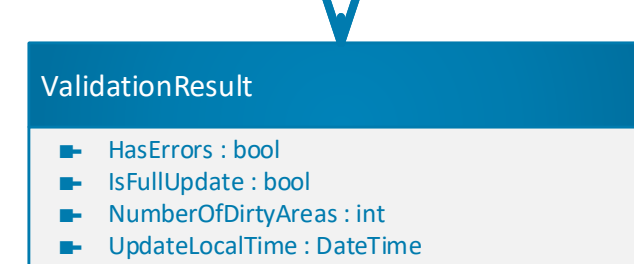 ValidationResult
HasErrors : bool
IsFullUpdate : bool
NumberOfDirtyAreas : int
UpdateLocalTime : DateTime